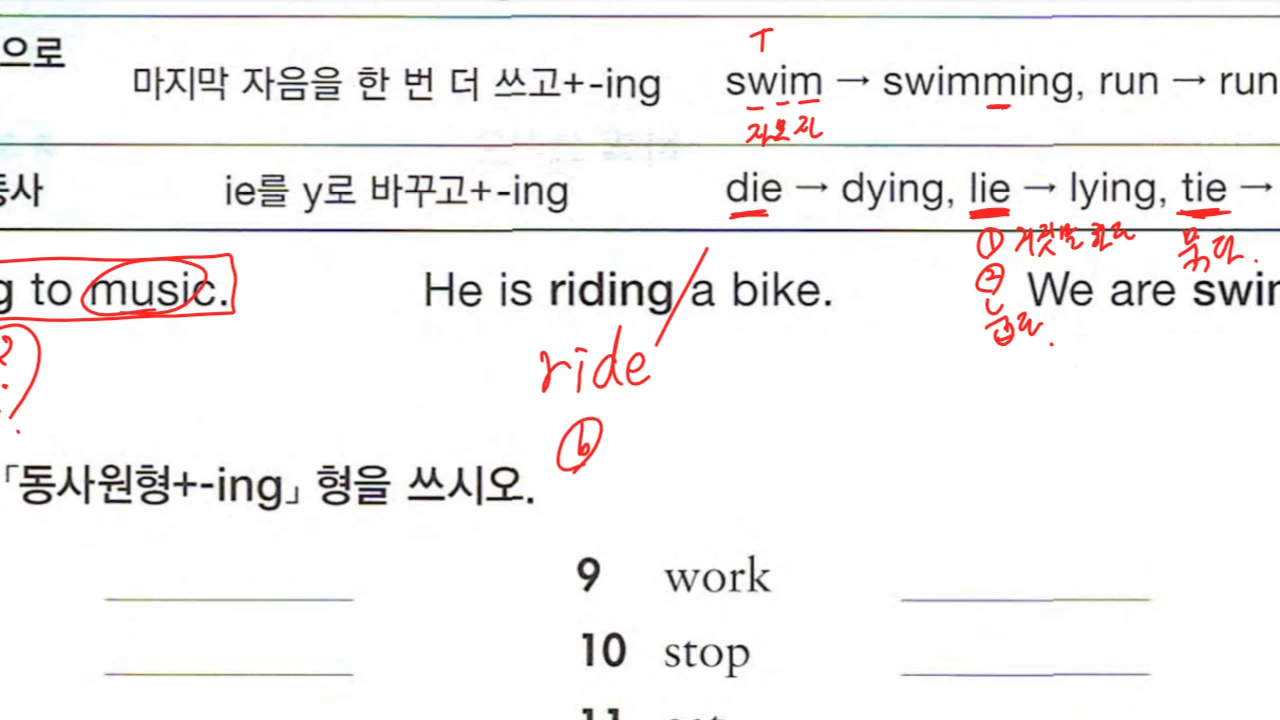 으로
T
마지막 자음을 한 번 더 쓰고+-ing swim → swimming, run → run
자모자
동사 ie를 y로 바꾸고+-ing die → dying, lie → lying, tie →
① 거짓말 하다 묶다.
g to music. He is riding a bike. We are swim
②
ride
「동사원형+-ing」 형을 쓰시오.
9 work
10 stop
11